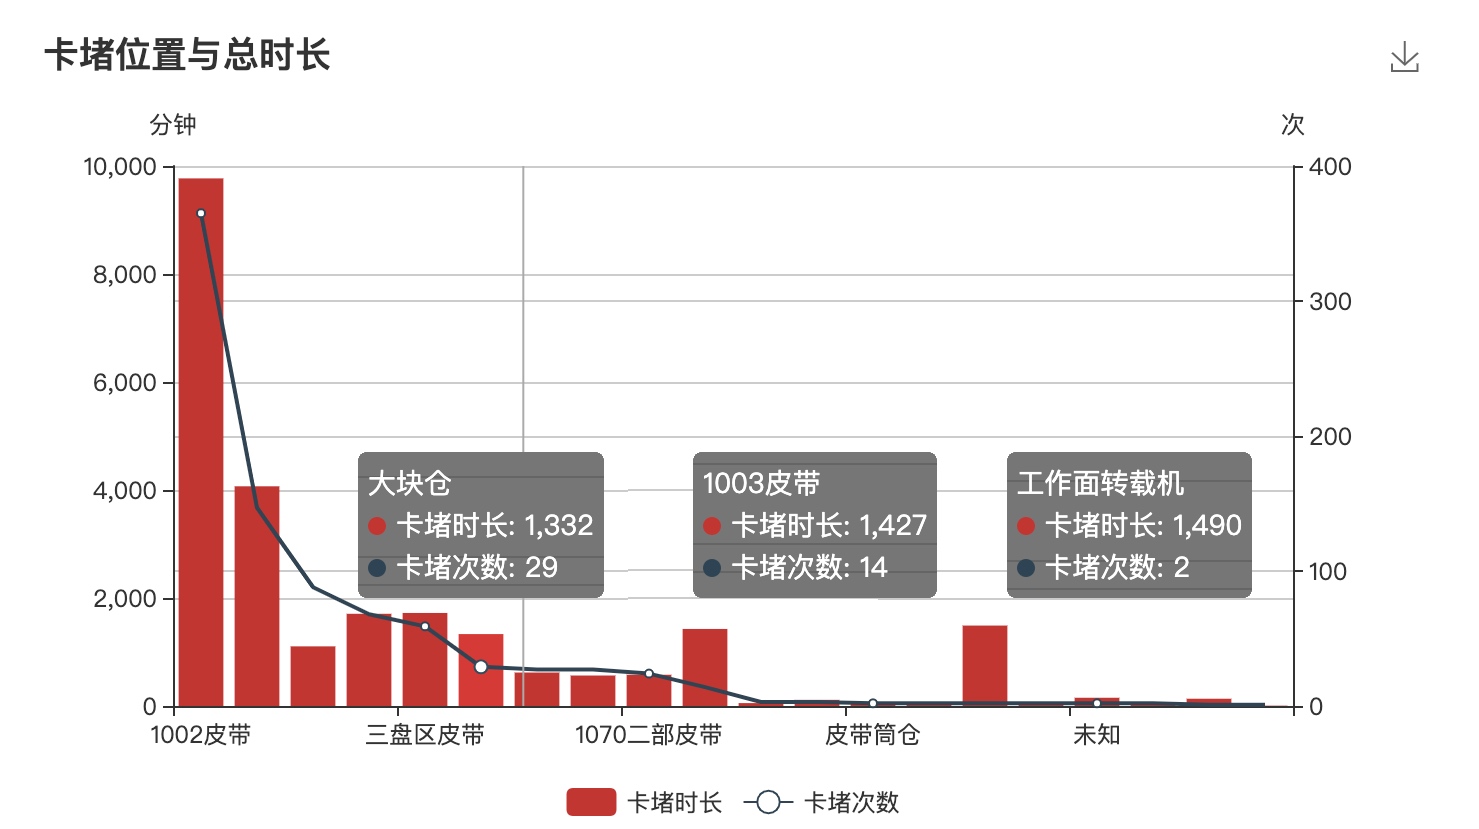 卡堵位置与总时长
分钟
次
10,000
8,000
6,000
4,000
2,000
0
400
300
200
100
0
大块仓
卡堵时长: 1,332
卡堵次数: 29
1003皮带
卡堵时长: 1,427
卡堵次数: 14
工作面转载机
卡堵时长: 1,490
卡堵次数: 2
1002皮带
三盘区皮带
1070二部皮带
皮带筒仓
未知
卡堵时长
卡堵次数